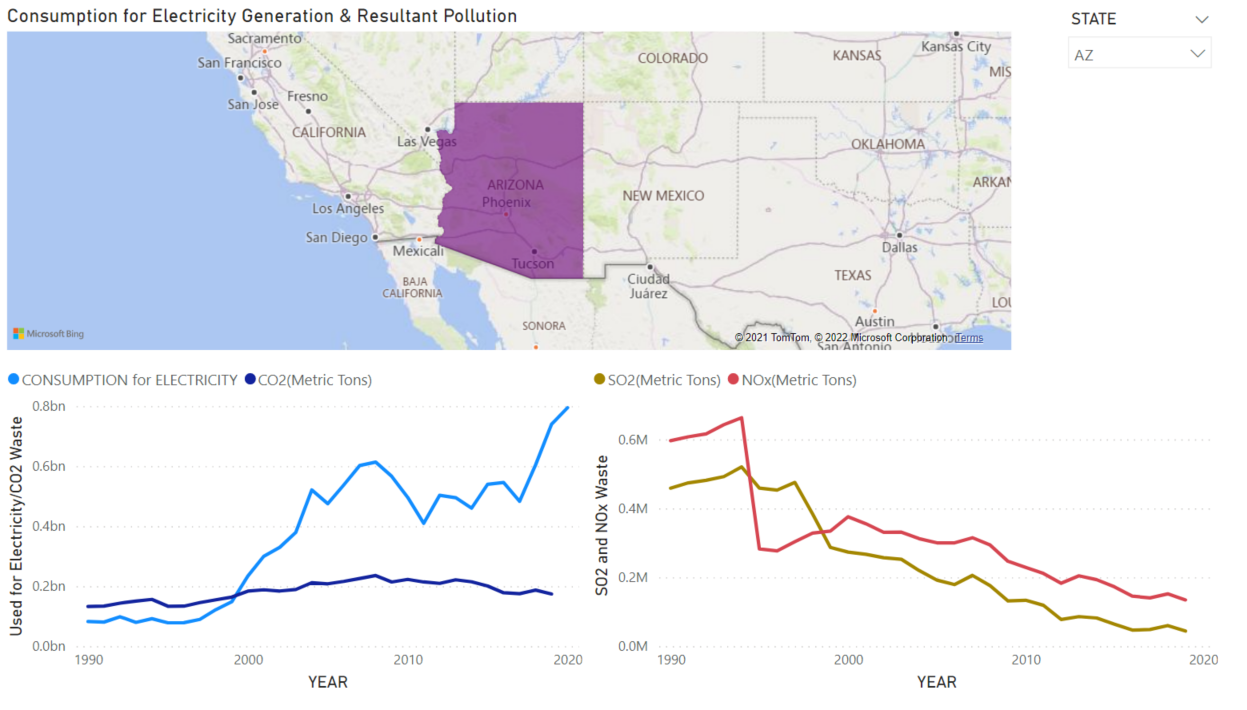 Consumption for Electricity Generation & Resultant Pollution
STATE
AZ
Sacramento
San Francisco
San Jose
Fresno
CALIFORNIA
Las Vegas
Los Angeles
San Diego
Mexicali
BAJA
CALIFORNIA
ARIZONA
Phoenix
Tucson
SONORA
COLORADO
NEW MEXICO
Ciudad
Juárez
KANSAS
Kansas City
MIS
OKLAHOMA
ARKAN
Dallas
TEXAS
LOU
Austin
San Antonio
Microsoft Bing
© 2021 TomTom, © 2022 Microsoft Corporation Terms
CONSUMPTION for ELECTRICITY CO2(Metric Tons)
Used for Electricity/CO2 Waste
0.8bn
0.6bn
0.4bn
0.2bn
0.0bn
1990 2000 2010 2020
YEAR
SO2(Metric Tons) NOx(Metric Tons)
SO2 and NOx Waste
0.6M
0.4M
0.2M
0.0M
1990 2000 2010 2020
YEAR